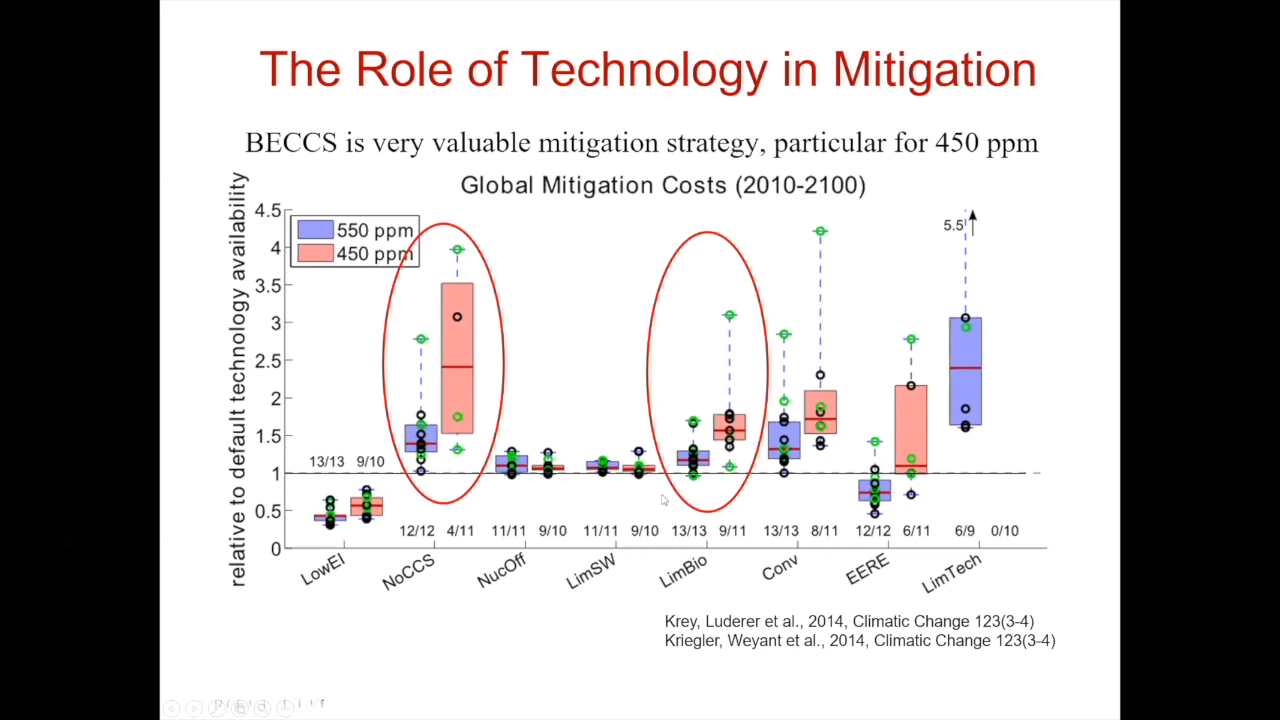 The Role of Technology in Mitigation
BECCS is very valuable mitigation strategy, particular for 450 ppm
Global Mitigation Costs (2010-2100)
relative to default technology availability
4.5
4
3.5
3
2.5
2
1.5
1
0.5
0
550 ppm
450 ppm
5.5
13/13 9/10
12/12 4/11 11/11 9/10 11/11 9/10 13/13 9/11 13/13 8/11 12/12 6/11 6/9 0/10
LowEI NoCCS NucOff LimSW LimBio Conv EERE LimTech
Krey, Luderer et al., 2014, Climatic Change 123(3-4)
Kriegler, Weyant et al., 2014, Climatic Change 123(3-4)